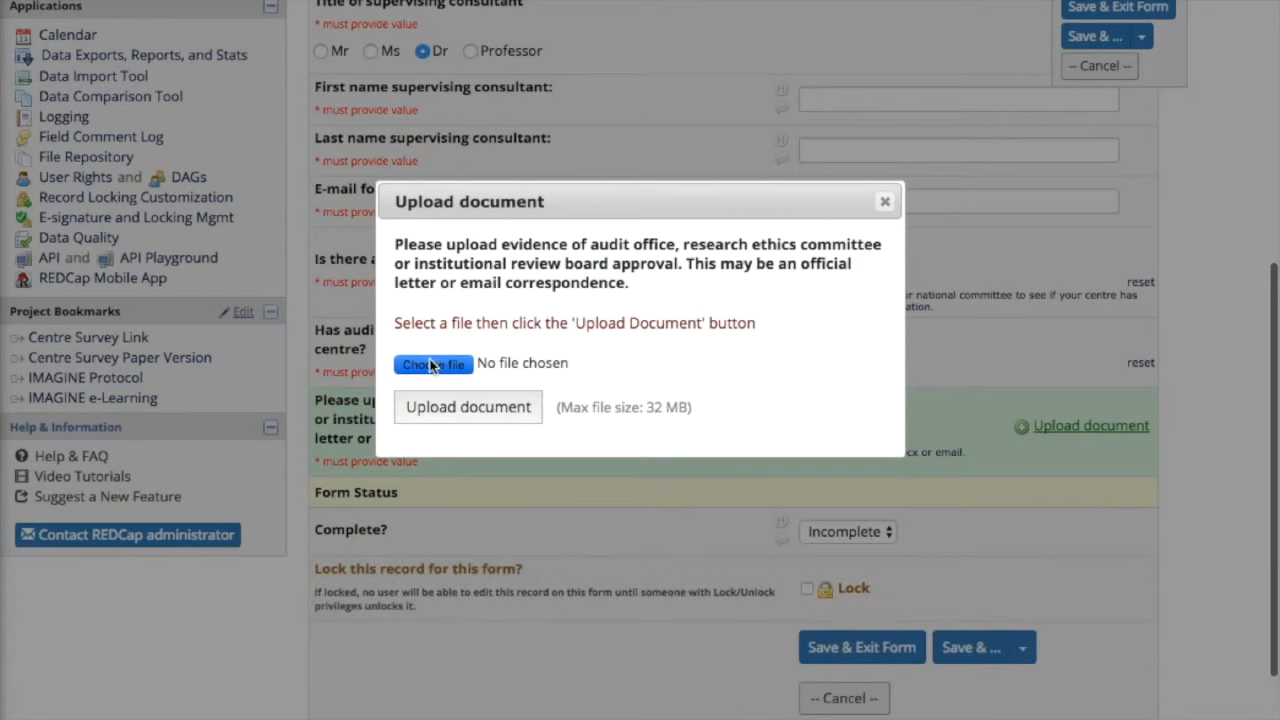 Applications
Calendar
Data Exports, Reports, and Stats
Data Import Tool
Data Comparison Tool
Logging
Field Comment Log
File Repository
User Rights and DAGs
Record Locking Customization
E-signature and Locking Mgmt
Data Quality
API and API Playground
REDCap Mobile App
Project Bookmarks Edit
Centre Survey Link
Centre Survey Paper Version
IMAGINE Protocol
IMAGINE e-Learning
Help & Information
Help & FAQ
Video Tutorials
Suggest a New Feature
Contact REDCap administrator
Title of supervising consultant
* must provide value
Mr Ms Dr Professor
First name supervising consultant:
* must provide value
Last name supervising consultant:
* must provide value
E-mail fo
* must prov
Is there a
* must prov
reset
r national committee to see if your centre has
ation.
Has audi
centre?
* must prov
reset
Please up
or institu
letter or
* must provide value
Upload document
cx or email.
Form Status
Complete?
Incomplete
Lock this record for this form?
If locked, no user will be able to edit this record on this form until someone with Lock/Unlock
privileges unlocks it.
Lock
Save & Exit Form
Save & ...
-- Cancel --
Save & Exit Form
Save & ...
-- Cancel --
Upload document
Please upload evidence of audit office, research ethics committee
or institutional review board approval. This may be an official
letter or email correspondence.
Select a file then click the 'Upload Document' button
Choose file No file chosen
Upload document (Max file size: 32 MB)